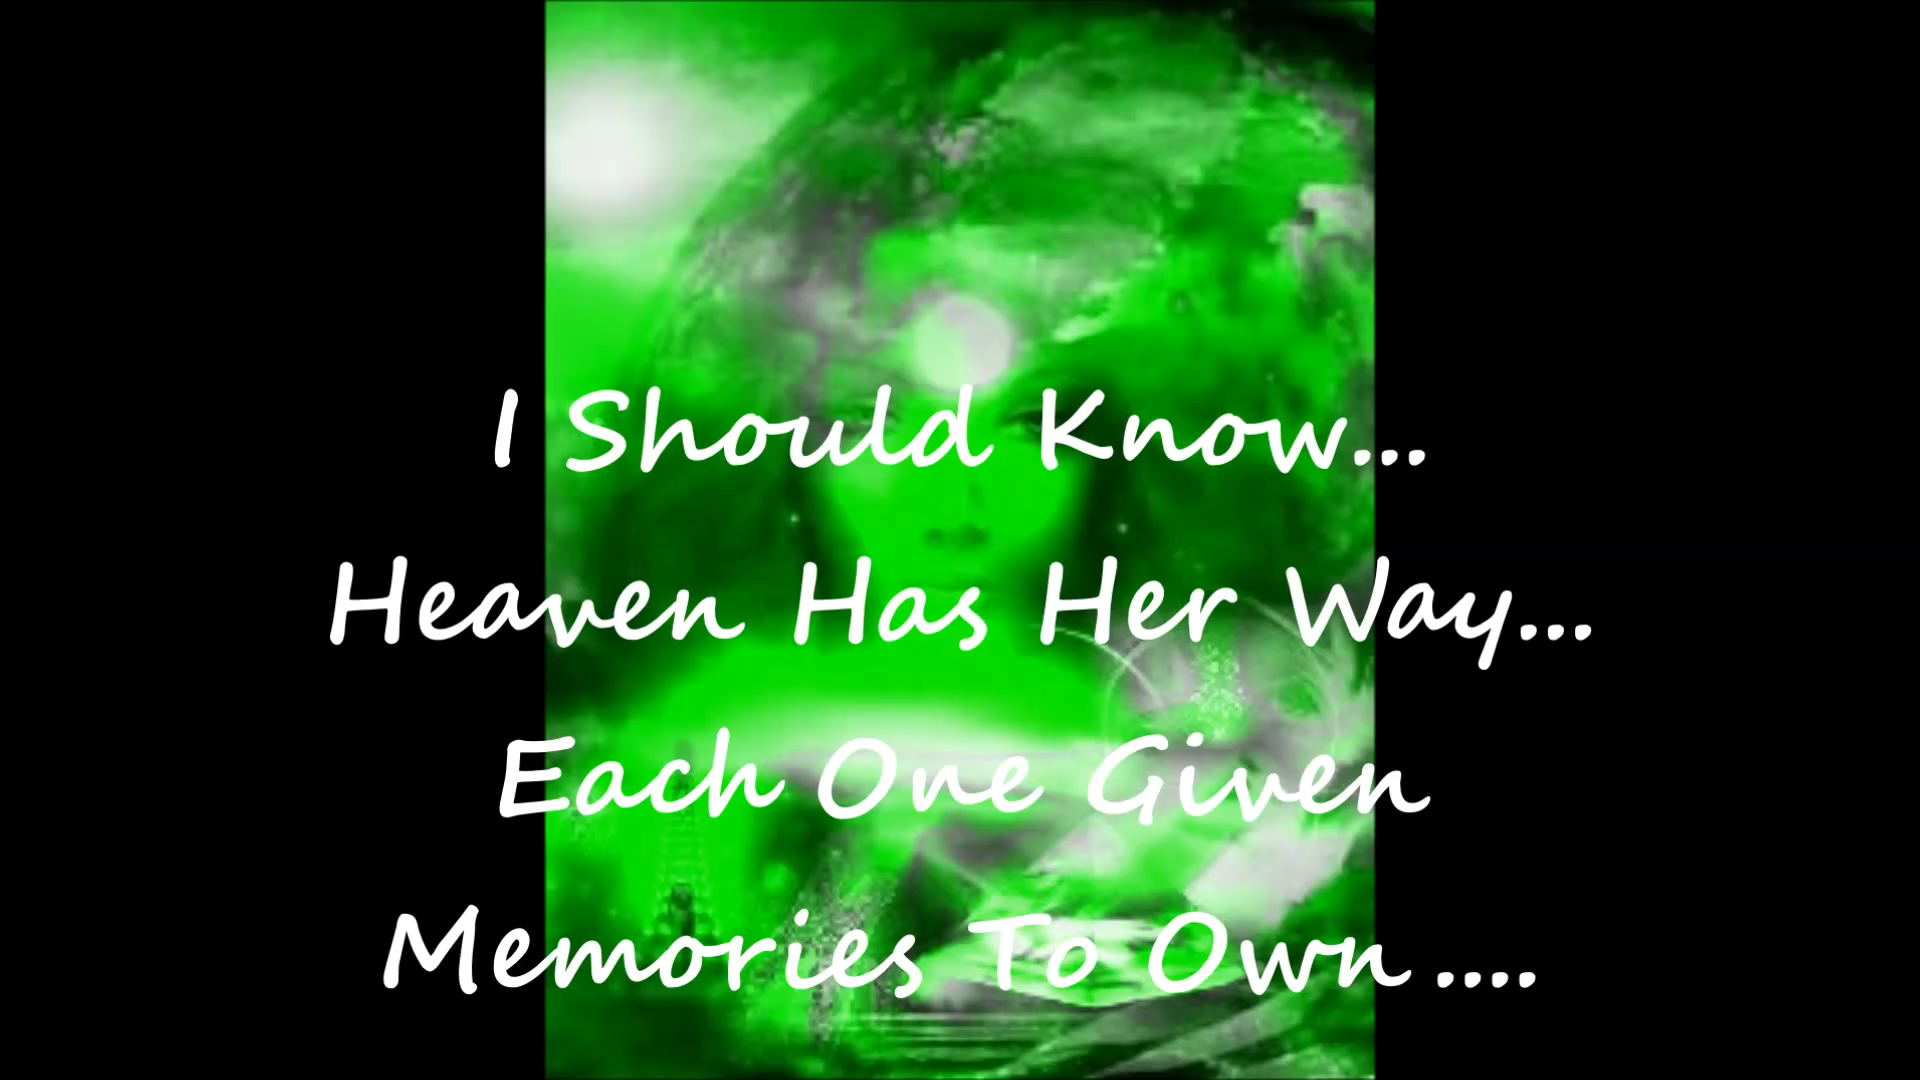 I Should Know...
Heaven Has Her Way...
Each One Given
Memories To Own ....